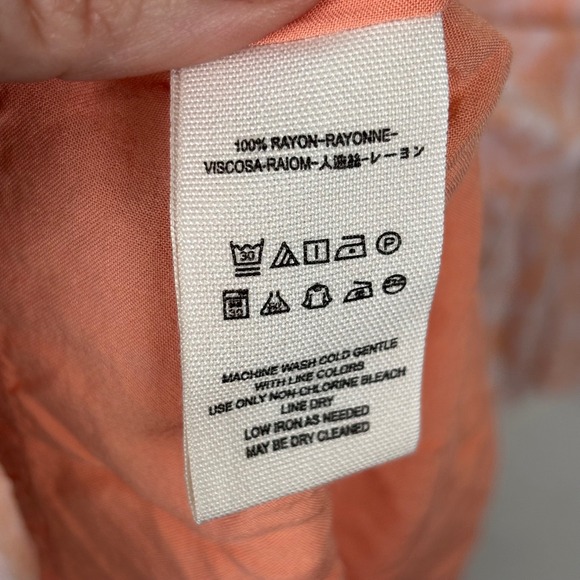 100% RAYON-RAYONNE-
VISCOSA-RAIOM-人造絲-レーヨン
30
P
MACHINE WASH COLD GENTLE
WITH LIKE COLORS
USE ONLY NON-CHLORINE BLEACH
LINE DRY
LOW IRON AS NEEDED
MAY BE DRY CLEANED